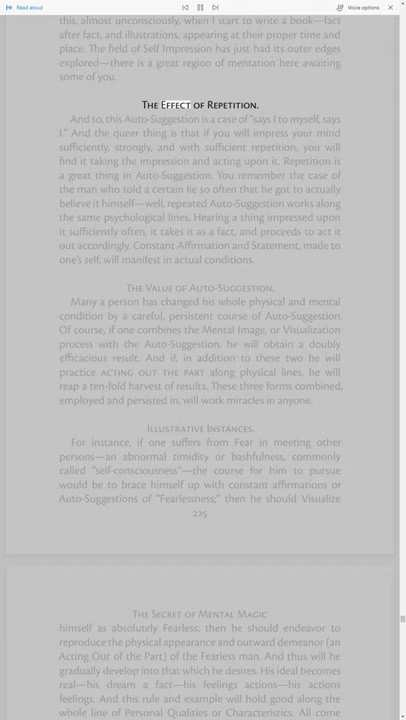 Read aloud
Voice options
this, almost unconsciously, when I start to write a book—fact
after fact, and illustrations, appearing at their proper time and
place. The field of Self Impression has just had its outer edges
explored—there is a great region of mentation here awaiting
some of you.
The Effect of Repetition.
And so, this Auto-Suggestion is a case of "says I to myself, says
I." And the queer thing is that if you will impress your mind
sufficiently, strongly, and with sufficient repetition, you will
find it taking the impression and acting upon it. Repetition is
a great thing in Auto-Suggestion. You remember the case of
the man who told a certain lie so often that he got to actually
believe it himself—well, repeated Auto-Suggestion works along
the same psychological lines. Hearing a thing impressed upon
it sufficiently often, it takes it as a fact, and proceeds to act it
out accordingly. Constant Affirmation and Statement, made to
one's self, will manifest in actual conditions.
The Value of Auto-Suggestion.
Many a person has changed his whole physical and mental
condition by a careful, persistent course of Auto-Suggestion.
Of course, if one combines the Mental Image, or Visualization
process with the Auto-Suggestion, he will obtain a doubly
efficacious result. And if, in addition to these two he will
practice acting out the part along physical lines, he will
reap a ten-fold harvest of results. These three forms combined,
employed and persisted in, will work miracles in anyone.
Illustrative Instances.
For instance, if one suffers from Fear in meeting other
persons—an abnormal timidity or bashfulness, commonly
called "self-consciousness"—the course for him to pursue
would be to brace himself up with constant affirmations or
Auto-Suggestions of "Fearlessness;" then he should Visualize
225
The Secret of Mental Magic
himself as absolutely Fearless; then he should endeavor to
reproduce the physical appearance and outward demeanor (an
Acting Out of the Part) of the Fearless man. And thus will he
gradually develop into that which he desires. His ideal becomes
real—his dream a fact—his feelings actions—his actions
feelings. And this rule and example will hold good along the
whole line of Personal Qualities or Characteristics. All come